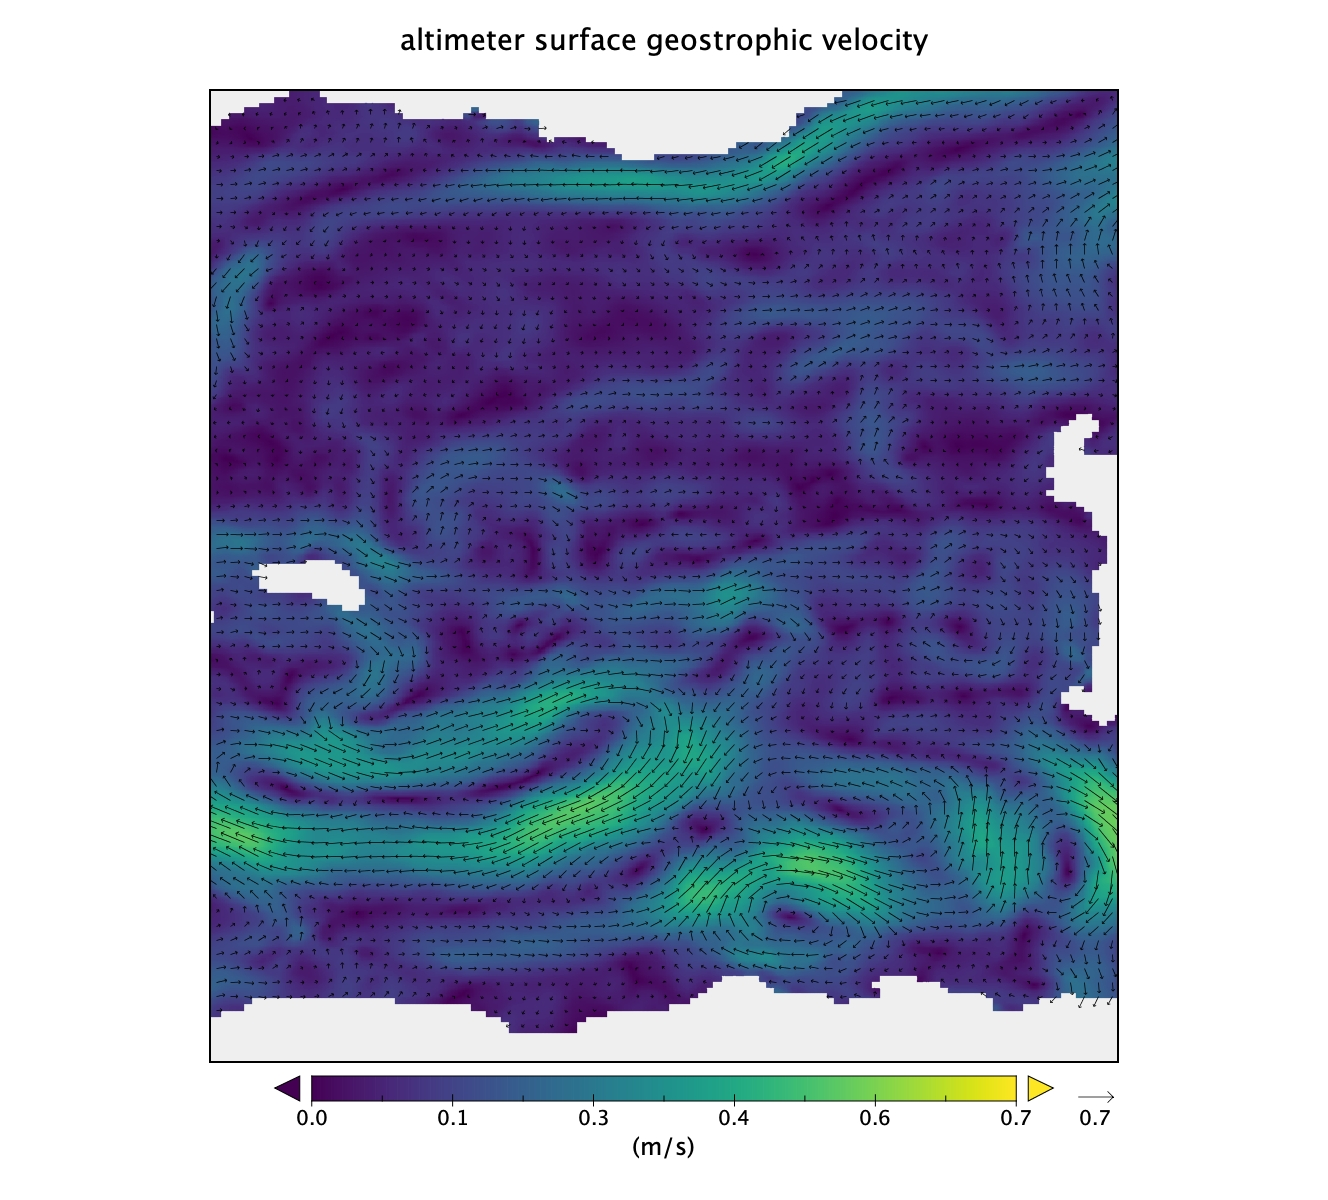 altimeter surface geostrophic velocity
0.0 0.1 0.3 0.4 0.6 0.7 0.7
(m/s)